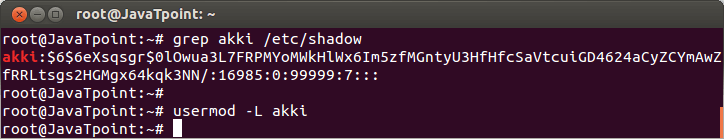 root@JavaTpoint: ~
root@JavaTpoint:~# grep akki /etc/shadow
akki:$6$6eXsqsgr$0lOwua3L7FRPMYoMWkHlWx6Im5zfMGntyU3HfHfcSaVtcuiGD4624aCyZCYmAwZ
fRRLtsgs2HGMgx64kqk3NN/:16985:0:99999:7:::
root@JavaTpoint:~#
root@JavaTpoint:~# usermod -L akki
root@JavaTpoint:~#